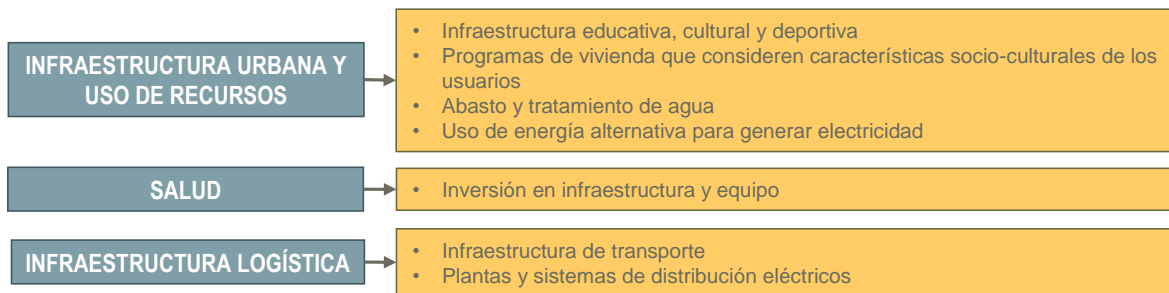 INFRAESTRUCTURA URBANA Y
USO DE RECURSOS
• Infraestructura educativa, cultural y deportiva
• Programas de vivienda que consideren características socio-culturales de los
usuarios
• Abasto y tratamiento de agua
• Uso de energía alternativa para generar electricidad
SALUD
• Inversión en infraestructura y equipo
INFRAESTRUCTURA LOGÍSTICA
• Infraestructura de transporte
• Plantas y sistemas de distribución eléctricos